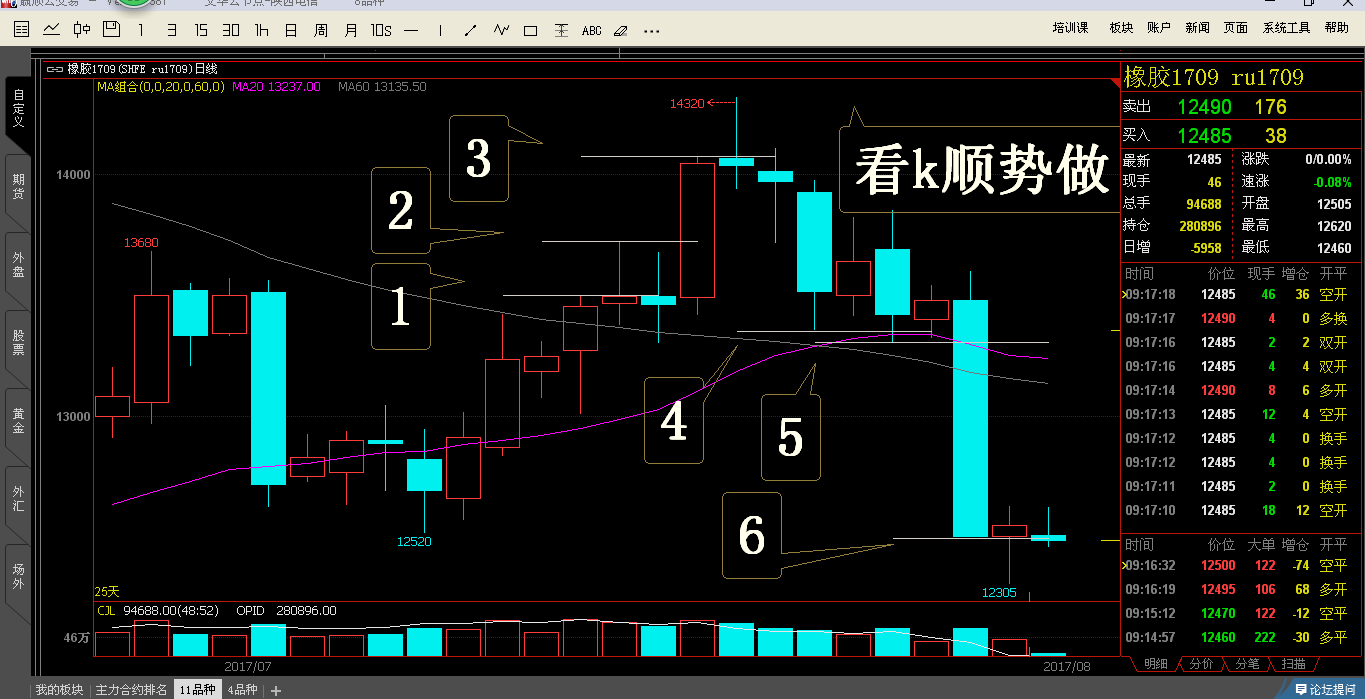 1 3 15 30 1h 日 周 月 10S ABC
培训课 板块 账户 新闻 页面 系统工具 帮助
橡胶1709(SHFE ru1709)日线
MA组合(0,0,20,0,60,0) MA20 13237.00 MA60 13135.50
自定义
期货
外盘
股票
黄金
外汇
场外
14000
13000
46万
13680
12520
14320
12305
1
2
3
4
5
6
看k顺势做
25天
CJL 94688.00(48:52) OPID 280896.00
2017/07 2017/08
橡胶1709 ru1709
卖出 12490 176
买入 12485 38
最新 12485 涨跌 0/0.00%
现手 46 速涨 -0.08%
总手 94688 开盘 12505
持仓 280896 最高 12620
日增 -5958 最低 12460
时间 价位 现手 增仓 开平
09:17:18 12485 46 36 空开
09:17:17 12490 4 0 多换
09:17:16 12485 2 2 双开
09:17:16 12485 4 4 双开
09:17:14 12490 8 6 多开
09:17:13 12485 12 4 空开
09:17:12 12485 4 0 换手
09:17:12 12485 4 0 换手
09:17:11 12485 2 0 换手
09:17:10 12485 18 12 空开
时间 价位 大单 增仓 开平
09:16:32 12500 122 -74 空平
09:16:19 12495 106 68 多开
09:15:12 12470 122 -12 空平
09:14:57 12460 222 -30 多平
明细 分价 分笔 扫描
我的板块 主力合约排名 11品种 4品种 +
论坛提问